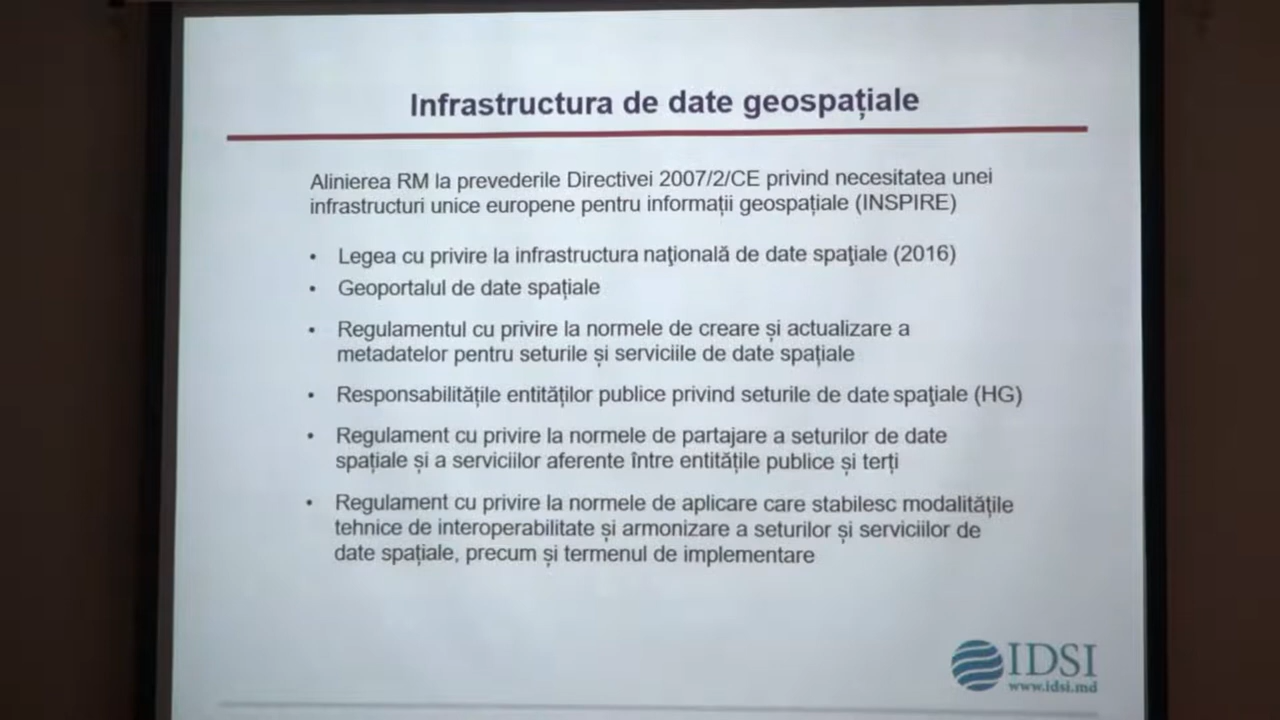 Infrastructura de date geospațiale
Alinierea RM la prevederile Directivei 2007/2/CE privind necesitatea unei
infrastructuri unice europene pentru informații geospațiale (INSPIRE)
• Legea cu privire la infrastructura naţională de date spaţiale (2016)
• Geoportalul de date spațiale
• Regulamentul cu privire la normele de creare și actualizare a
metadatelor pentru seturile și serviciile de date spațiale
• Responsabilitățile entităților publice privind seturile de date spaţiale (HG)
• Regulament cu privire la normele de partajare a seturilor de date
spațiale și a serviciilor aferente între entitățile publice și terți
• Regulament cu privire la normele de aplicare care stabilesc modalitățile
tehnice de interoperabilitate și armonizare a seturilor și serviciilor de
date spațiale, precum și termenul de implementare
IDSI
www.idsi.md